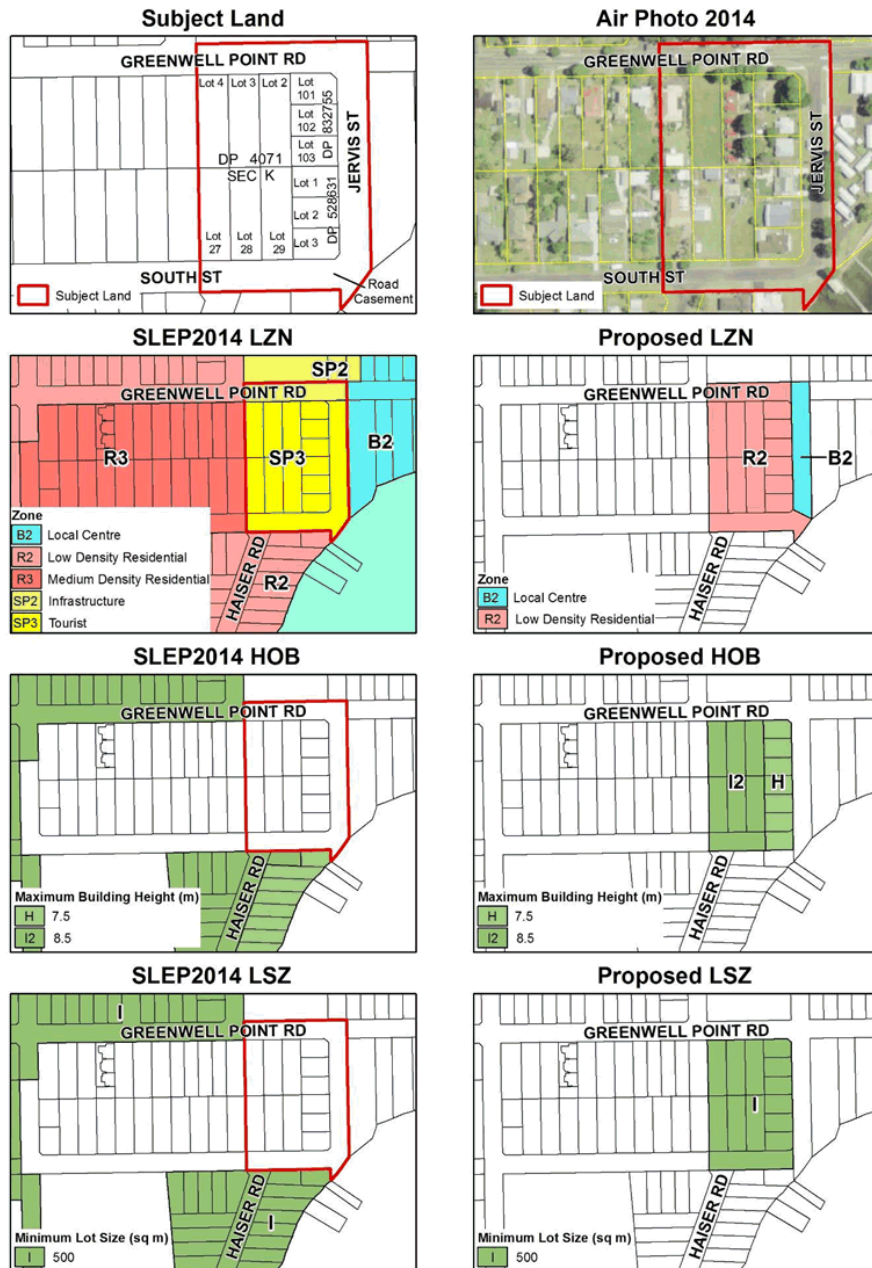 Subject Land
GREENWELL POINT RD
Lot 4
Lot 3
Lot 2
Lot
101
Lot
102
Lot
103
DP 832755
JERVIS ST
DP 4071
SEC K
Lot 1
Lot 2
Lot 3
DP 528631
Lot
27
Lot
28
Lot
29
SOUTH ST
Road
Casement
Subject Land
Air Photo 2014
GREENWELL POINT RD
JERVIS ST
SOUTH ST
Subject Land
SLEP2014 LZN
SP2
GREENWELL POINT RD
R3
SP3
B2
Zone
B2 Local Centre
R2 Low Density Residential
R3 Medium Density Residential
SP2 Infrastructure
SP3 Tourist
HAISER RD
R2
Proposed LZN
GREENWELL POINT RD
R2
B2
HAISER RD
Zone
B2 Local Centre
R2 Low Density Residential
SLEP2014 HOB
GREENWELL POINT RD
HAISER RD
Maximum Building Height (m)
H 7.5
I2 8.5
Proposed HOB
GREENWELL POINT RD
I2
H
HAISER RD
Maximum Building Height (m)
H 7.5
I2 8.5
SLEP2014 LSZ
I
GREENWELL POINT RD
HAISER RD
I
Minimum Lot Size (sq m)
I 500
Proposed LSZ
GREENWELL POINT RD
I
HAISER RD
Minimum Lot Size (sq m)
I 500